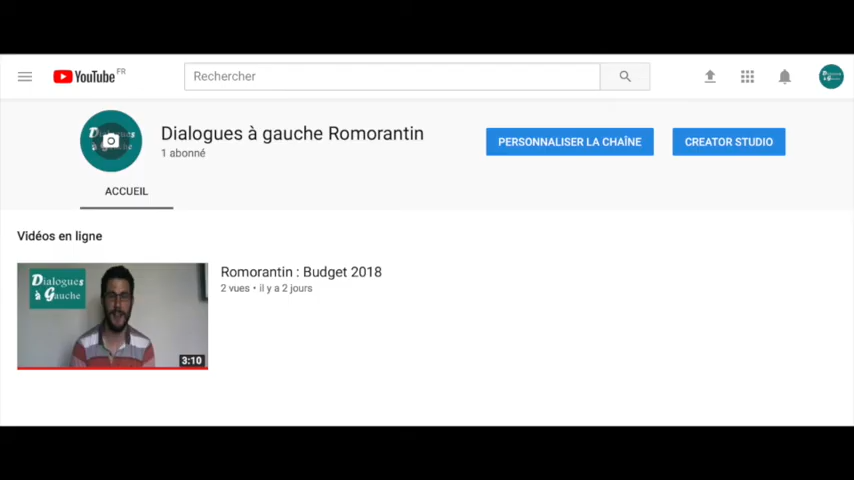 YouTube FR
Rechercher
Dialogues à gauche Romorantin
1 abonné
PERSONNALISER LA CHAÎNE
CREATOR STUDIO
ACCUEIL
Vidéos en ligne
Dialogues
à Gauche
3:10
Romorantin : Budget 2018
2 vues • il y a 2 jours